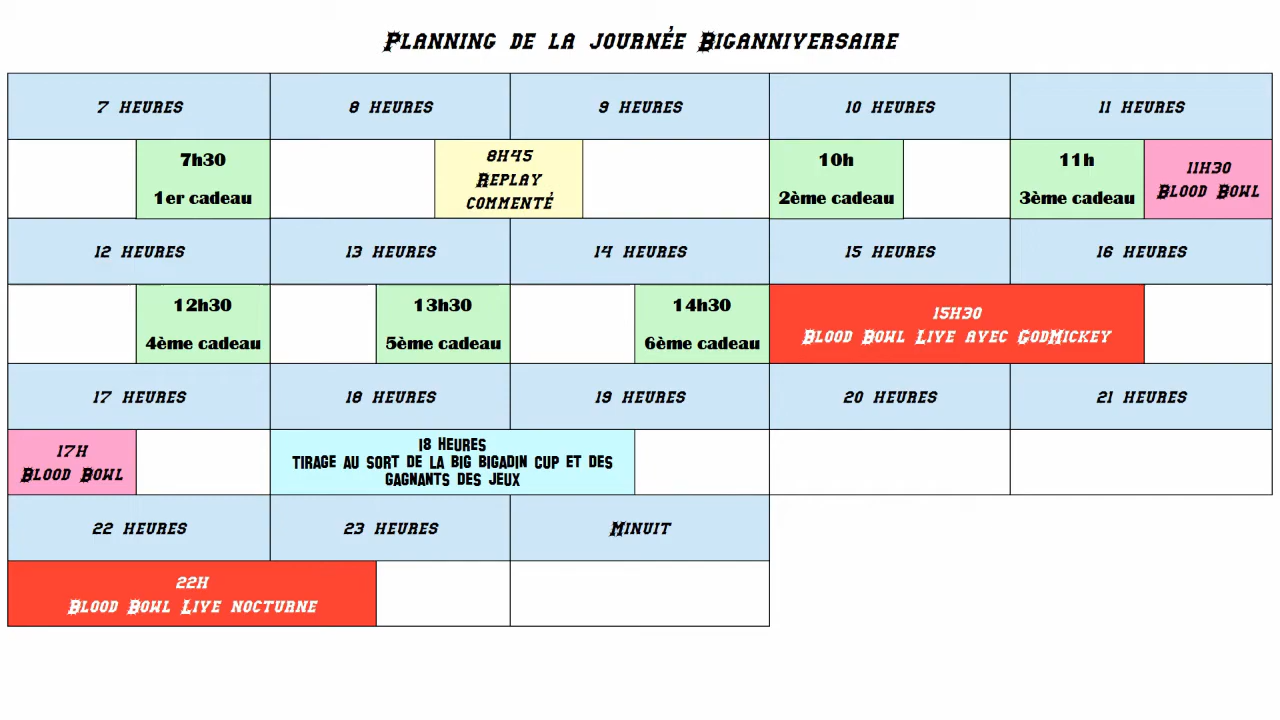 Planning de la journée Biganniversaire
7 heures
8 heures
9 heures
10 heures
11 heures
7h30
1er cadeau
8h45
Replay
commenté
10h
2ème cadeau
11h
3ème cadeau
11h30
Blood Bowl
12 heures
13 heures
14 heures
15 heures
16 heures
12h30
4ème cadeau
13h30
5ème cadeau
14h30
6ème cadeau
15h30
Blood Bowl Live avec GodMickey
17 heures
18 heures
19 heures
20 heures
21 heures
17h
Blood Bowl
18 Heures
tirage au sort de la Big Bigadin Cup et des
gagnants des jeux
22 heures
23 heures
Minuit
22h
Blood Bowl Live nocturne